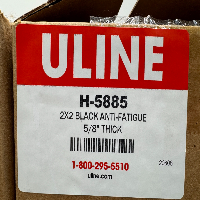 ULINE
H-5885
2X2 BLACK ANTI-FATIGUE
5/8" THICK
1-800-295-5510
uline.com